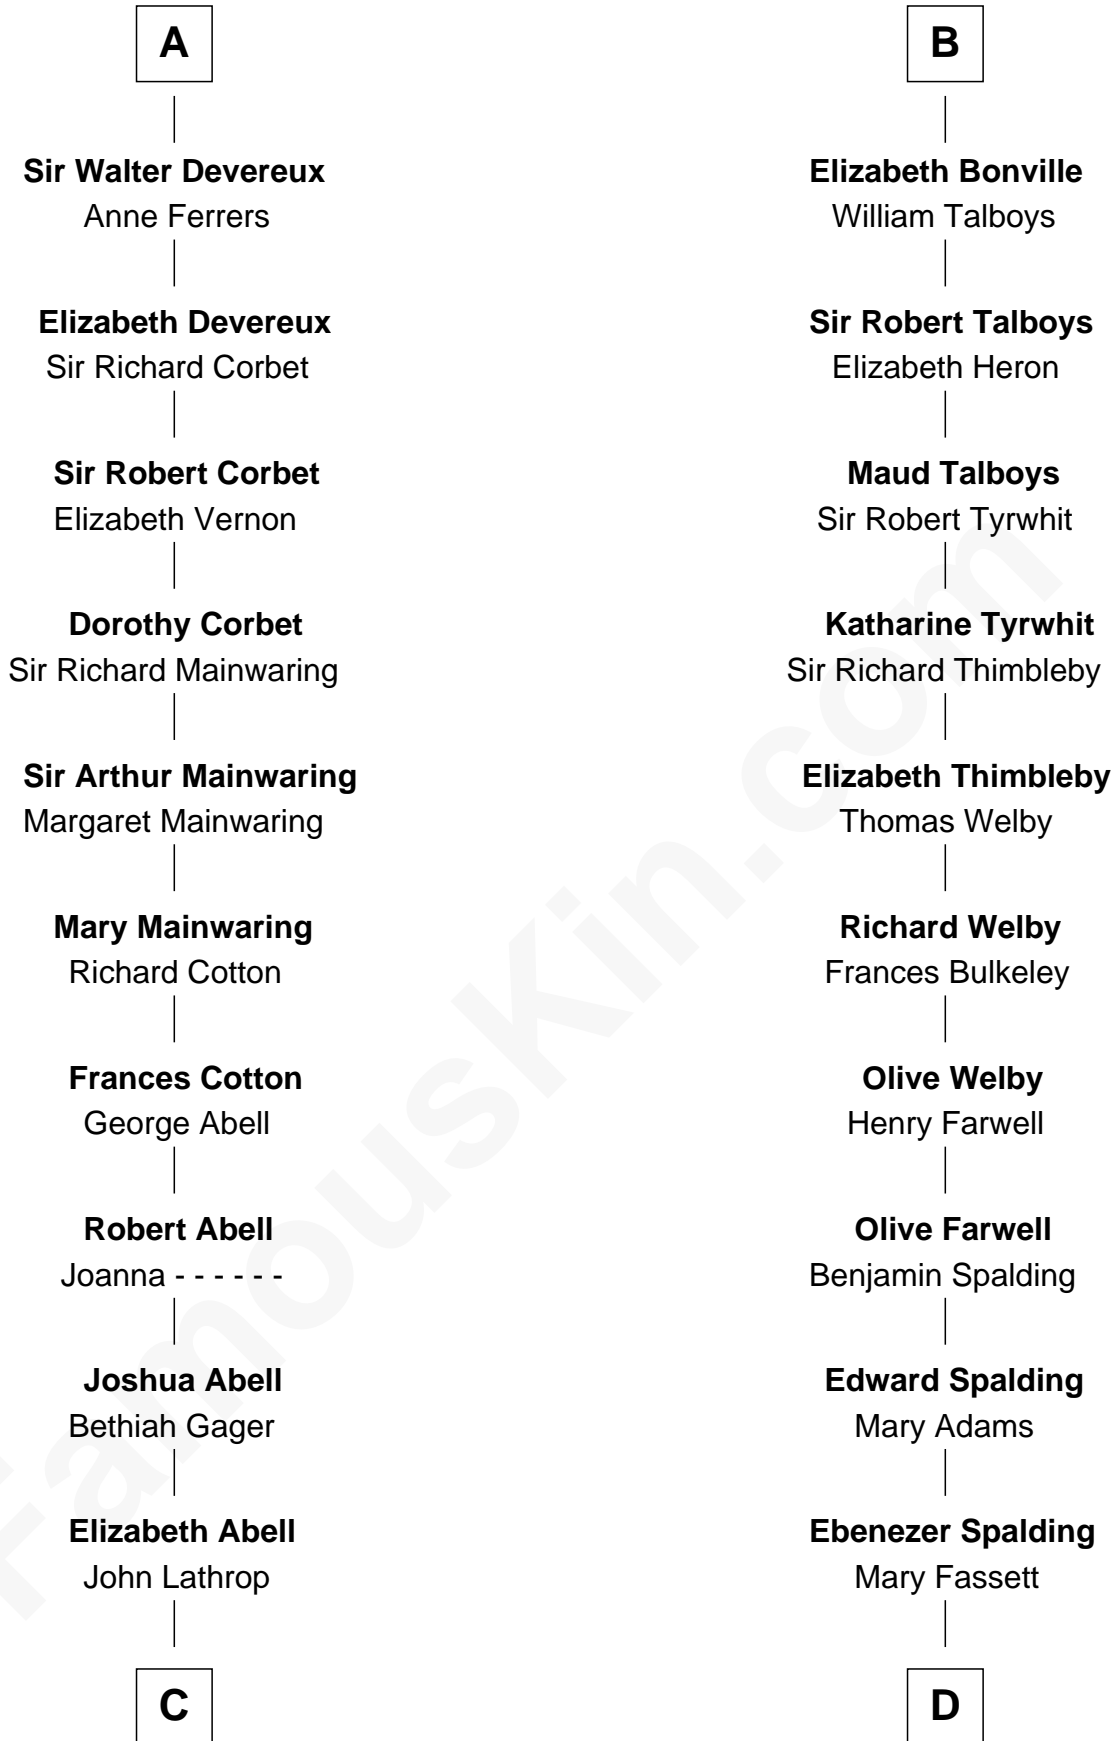 A
Sir Walter Devereux
Anne Ferrers
Elizabeth Devereux
Sir Richard Corbet
Sir Robert Corbet
Elizabeth Vernon
Dorothy Corbet
Sir Richard Mainwaring
Sir Arthur Mainwaring
Margaret Mainwaring
Mary Mainwaring
Richard Cotton
Frances Cotton
George Abell
Robert Abell
Joanna - - - - - -
Joshua Abell
Bethiah Gager
Elizabeth Abell
John Lathrop
C
B
Elizabeth Bonville
William Talboys
Sir Robert Talboys
Elizabeth Heron
Maud Talboys
Sir Robert Tyrwhit
Katharine Tyrwhit
Sir Richard Thimbleby
Elizabeth Thimbleby
Thomas Welby
Richard Welby
Frances Bulkeley
Olive Welby
Henry Farwell
Olive Farwell
Benjamin Spalding
Edward Spalding
Mary Adams
Ebenezer Spalding
Mary Fassett
D
FamousKin.com